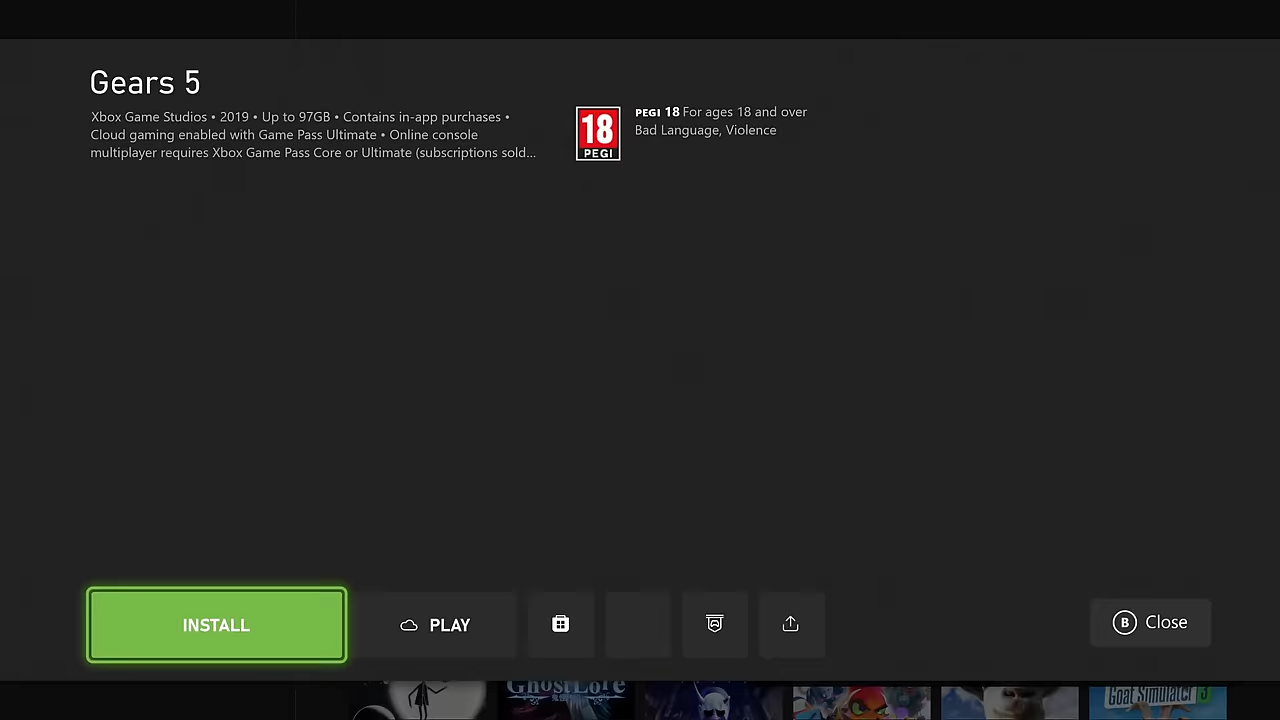 Gears 5
Xbox Game Studios • 2019 • Up to 97GB • Contains in-app purchases •
Cloud gaming enabled with Game Pass Ultimate • Online console
multiplayer requires Xbox Game Pass Core or Ultimate (subscriptions sold...
18
PEGI
PEGI 18 For ages 18 and over
Bad Language, Violence
INSTALL
PLAY
B Close
GhostLore
Goat Simulator 3